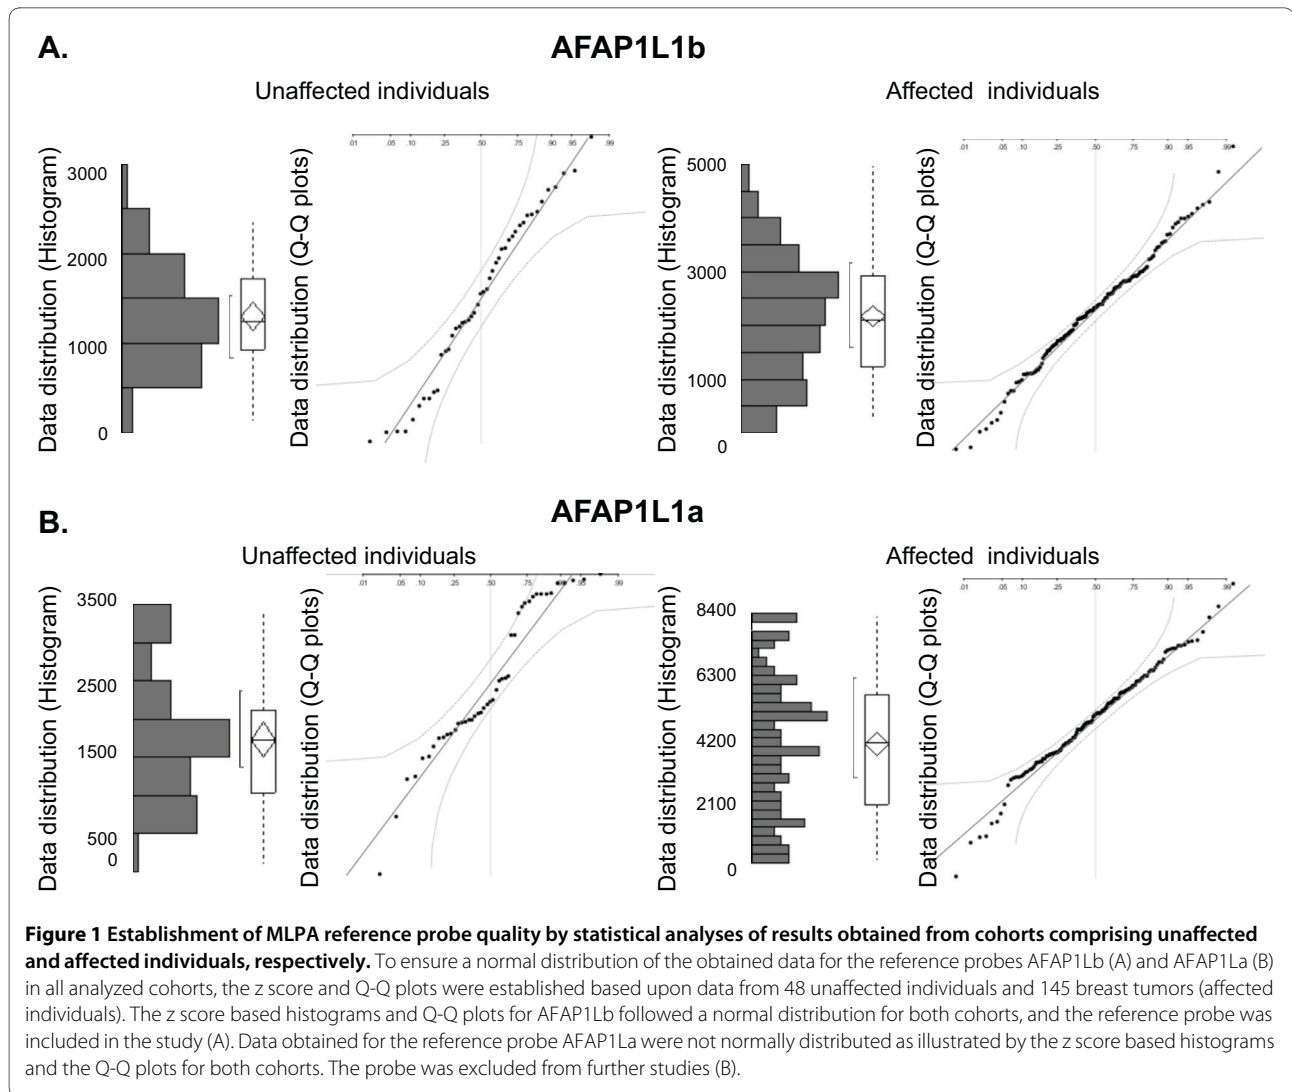 A.
AFAP1L1b
Unaffected individuals
Affected individuals
Data distribution (Histogram)
3000
2000
1000
0
Data distribution (Q-Q plots)
.01 .05 .10 .25 .50 .75 .90 .95 .99
Data distribution (Histogram)
5000
3000
1000
0
Data distribution (Q-Q plots)
.01 .05 .10 .25 .50 .75 .90 .95 .99
B.
AFAP1L1a
Unaffected individuals
Affected individuals
Data distribution (Histogram)
3500
2500
1500
500
0
Data distribution (Q-Q plots)
.01 .05 .10 .25 .50 .75 .90 .95 .99
Data distribution (Histogram)
8400
6300
4200
2100
0
Data distribution (Q-Q plots)
.01 .05 .10 .25 .50 .75 .90 .95 .99
Figure 1 Establishment of MLPA reference probe quality by statistical analyses of results obtained from cohorts comprising unaffected
and affected individuals, respectively. To ensure a normal distribution of the obtained data for the reference probes AFAP1Lb (A) and AFAP1La (B)
in all analyzed cohorts, the z score and Q-Q plots were established based upon data from 48 unaffected individuals and 145 breast tumors (affected
individuals). The z score based histograms and Q-Q plots for AFAP1Lb followed a normal distribution for both cohorts, and the reference probe was
included in the study (A). Data obtained for the reference probe AFAP1La were not normally distributed as illustrated by the z score based histograms
and the Q-Q plots for both cohorts. The probe was excluded from further studies (B).